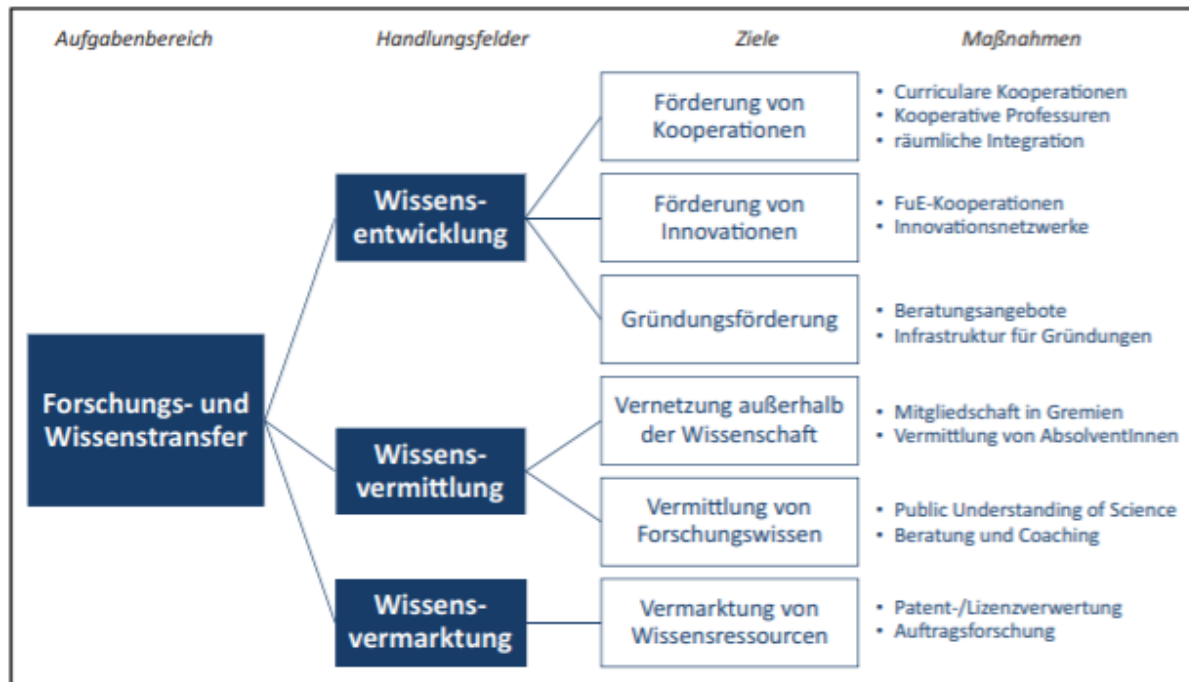 Aufgabenbereich
Handlungsfelder
Ziele
Maßnahmen
Forschungs- und
Wissenstransfer
Wissens-
entwicklung
Förderung von
Kooperationen
• Curriculare Kooperationen
• Kooperative Professuren
• räumliche Integration
Förderung von
Innovationen
• FuE-Kooperationen
• Innovationsnetzwerke
Gründungsförderung
• Beratungsangebote
• Infrastruktur für Gründungen
Wissens-
vermittlung
Vernetzung außerhalb
der Wissenschaft
• Mitgliedschaft in Gremien
• Vermittlung von AbsolventInnen
Vermittlung von
Forschungswissen
• Public Understanding of Science
• Beratung und Coaching
Wissens-
vermarktung
Vermarktung von
Wissensressourcen
• Patent-/Lizenzverwertung
• Auftragsforschung